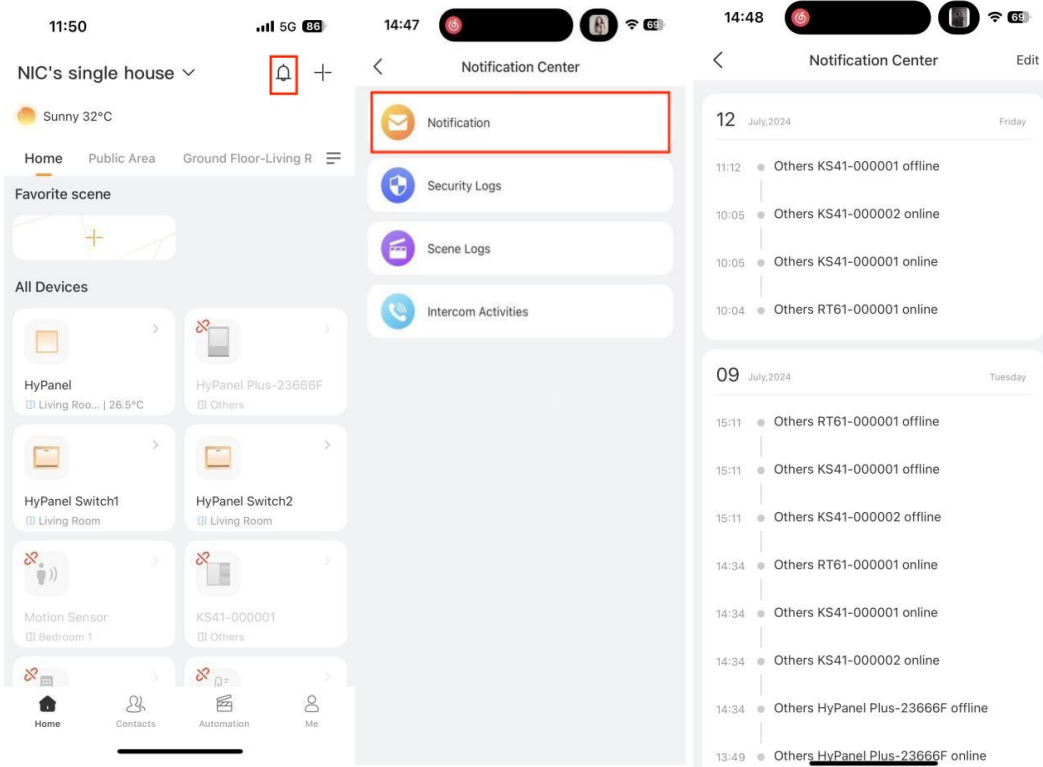 11:50
5G 86
NIC's single house
Sunny 32°C
Home Public Area Ground Floor-Living R
Favorite scene
All Devices
HyPanel
Living Roo... | 26.5°C
HyPanel Plus-23666F
Others
HyPanel Switch1
Living Room
HyPanel Switch2
Living Room
Motion Sensor
Bedroom 1
KS41-000001
Others
Home Contacts Automation Me
14:47
69
Notification Center
Notification
Security Logs
Scene Logs
Intercom Activities
14:48
69
Notification Center Edit
12 July,2024 Friday
11:12 Others KS41-000001 offline
10:05 Others KS41-000002 online
10:05 Others KS41-000001 online
10:04 Others RT61-000001 online
09 July,2024 Tuesday
15:11 Others RT61-000001 offline
15:11 Others KS41-000001 offline
15:11 Others KS41-000002 offline
14:34 Others RT61-000001 online
14:34 Others KS41-000001 online
14:34 Others KS41-000002 online
14:34 Others HyPanel Plus-23666F offline
13:49 Others HyPanel Plus-23666F online